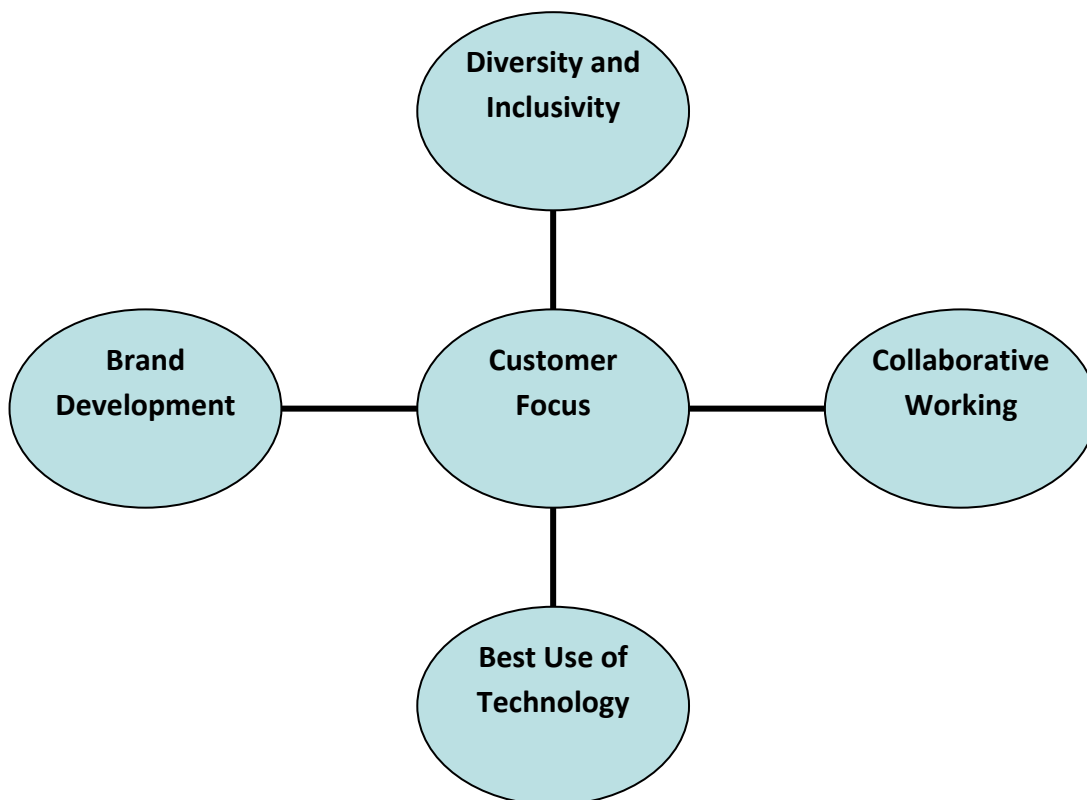 Diversity and
Inclusivity
Brand
Development
Customer
Focus
Collaborative
Working
Best Use of
Technology